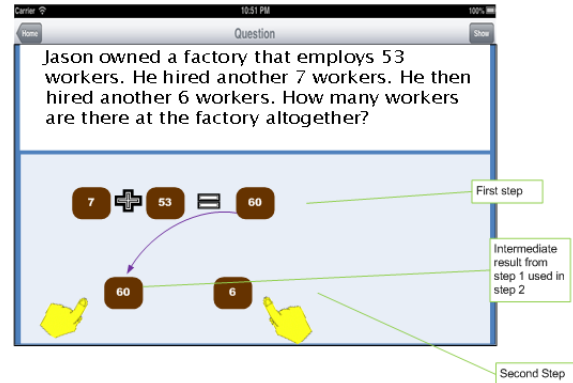 Carrier 10:51 PM 100%
Home Question Show
Jason owned a factory that employs 53
workers. He hired another 7 workers. He then
hired another 6 workers. How many workers
are there at the factory altogether?
7 + 53 = 60
First step
Intermediate
result from
step 1 used in
step 2
60 6
Second Step